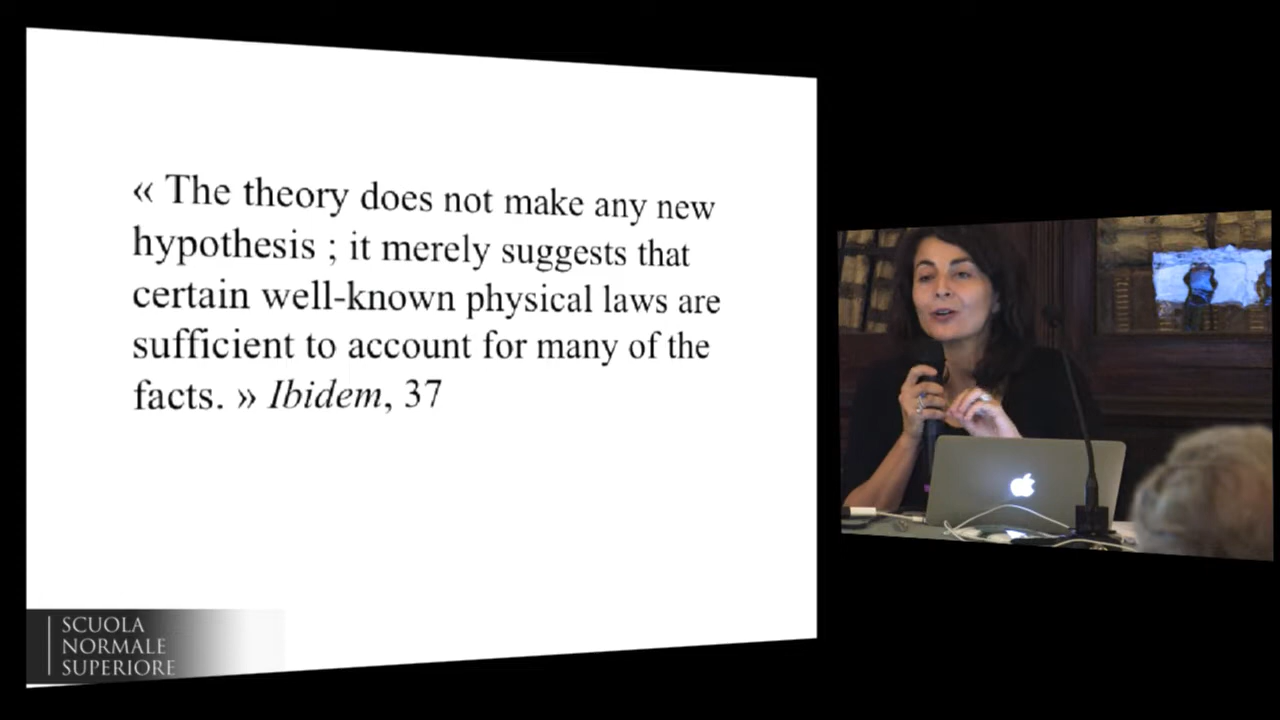 « The theory does not make any new
hypothesis ; it merely suggests that
certain well-known physical laws are
sufficient to account for many of the
facts. » Ibidem, 37
SCUOLA
NORMALE
SUPERIORE